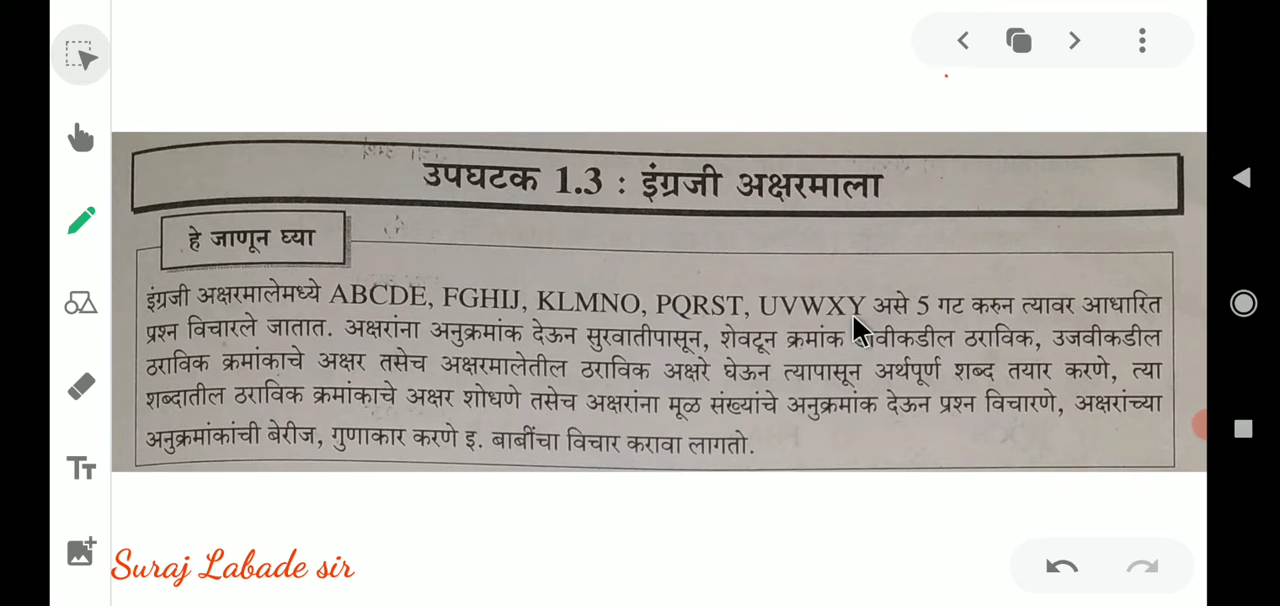 उपघटक 1.3 : इंग्रजी अक्षरमाला
हे जाणून घ्या
इंग्रजी अक्षरमालेमध्ये ABCDE, FGHIJ, KLMNO, PQRST, UVWXY असे 5 गट करुन त्यावर आधारित
प्रश्न विचारले जातात. अक्षरांना अनुक्रमांक देऊन सुरवातीपासून, शेवटून क्रमांक ठराविक, उजवीकडील
ठराविक क्रमांकाचे अक्षर तसेच अक्षरमालेतील ठराविक अक्षरे घेऊन त्यापासून अर्थपूर्ण शब्द तयार करणे, त्या
शब्दातील ठराविक क्रमांकाचे अक्षर शोधणे तसेच अक्षरांना मूळ संख्यांचे अनुक्रमांक देऊन प्रश्न विचारणे, अक्षरांच्या
अनुक्रमांकांची बेरीज, गुणाकार करणे इ. बाबींचा विचार करावा लागतो.
TT
Suraj Labade sir